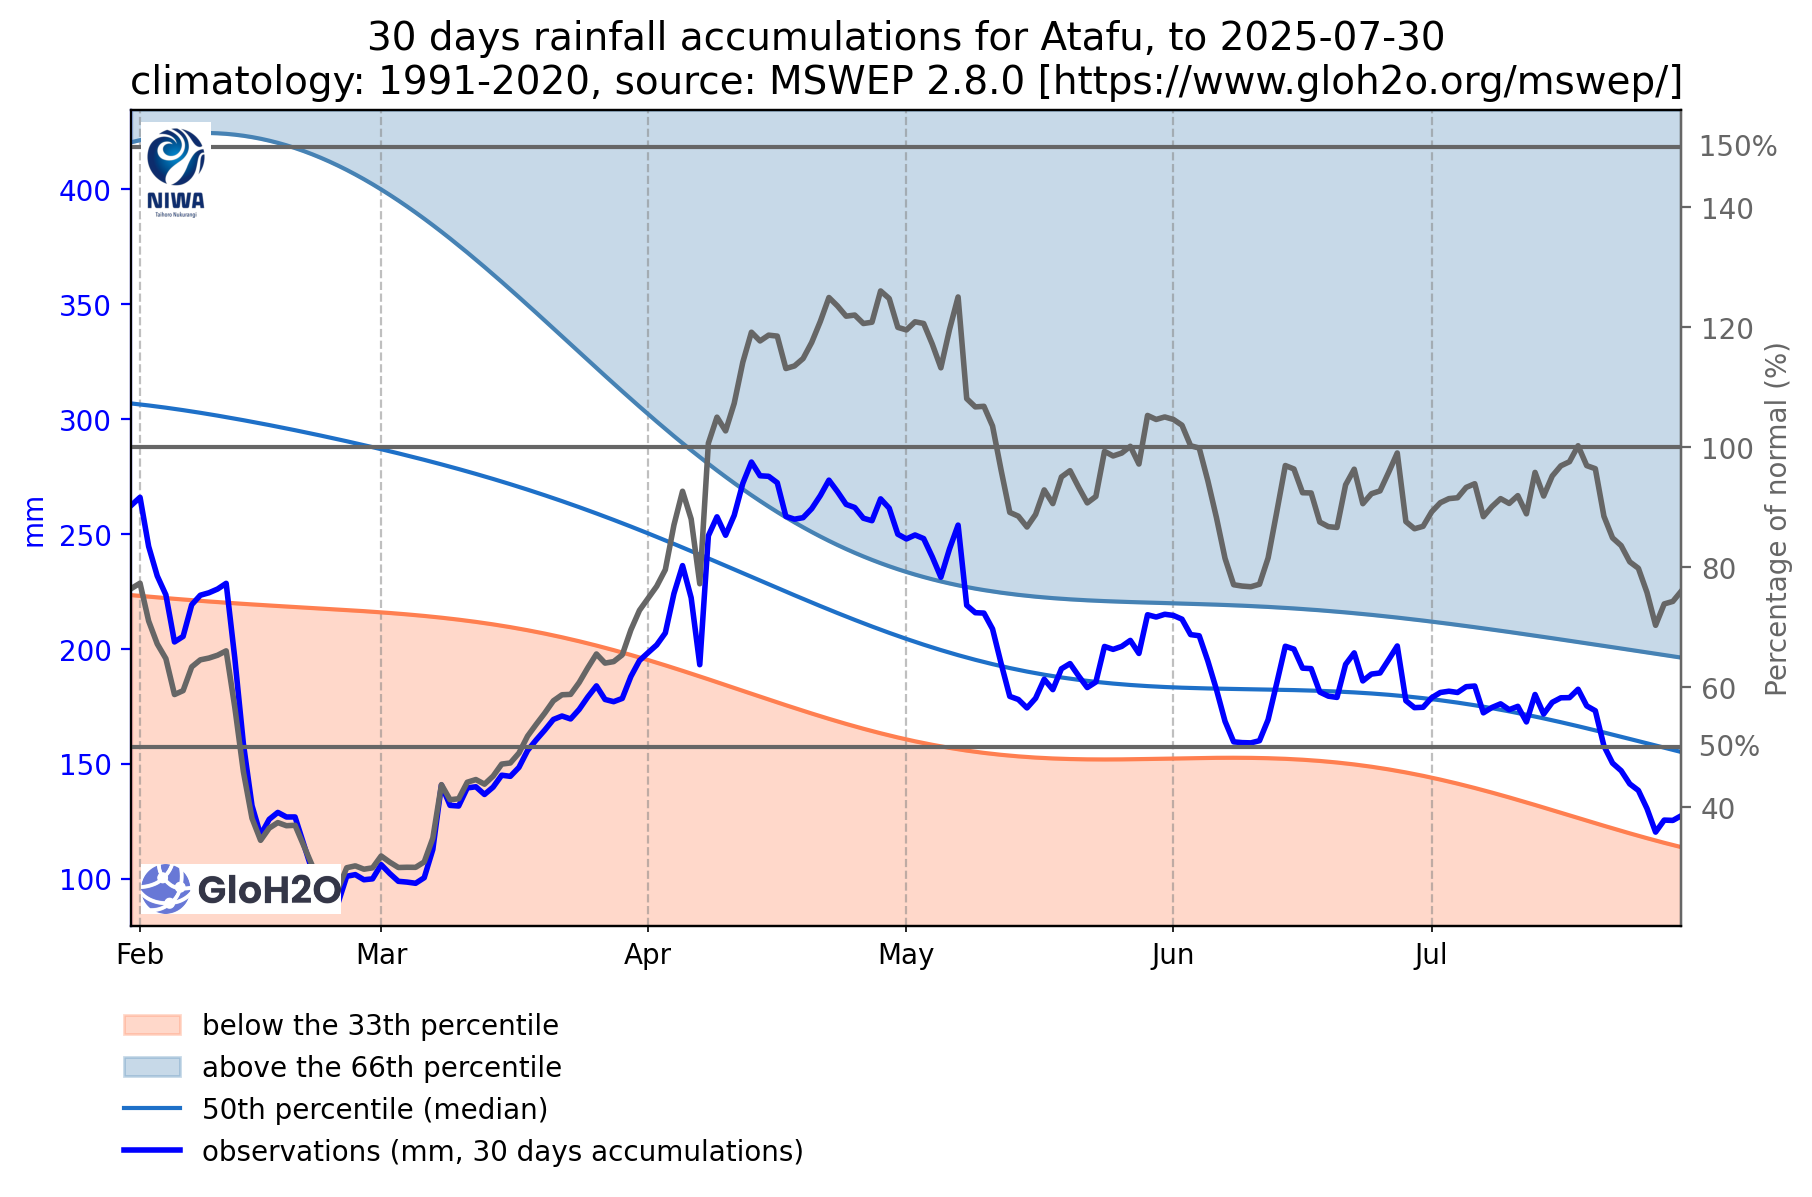 30 days rainfall accumulations for Atafu, to 2025-07-30
climatology: 1991-2020, source: MSWEP 2.8.0 [https://www.gloh2o.org/mswep/]
NIWA
Taihoro Nukurangi
400
350
300
250
200
150
100
mm
150%
140
120
100
80
60
50%
40
Percentage of normal (%)
GloH2O
Feb Mar Apr May Jun Jul
below the 33th percentile
above the 66th percentile
50th percentile (median)
observations (mm, 30 days accumulations)